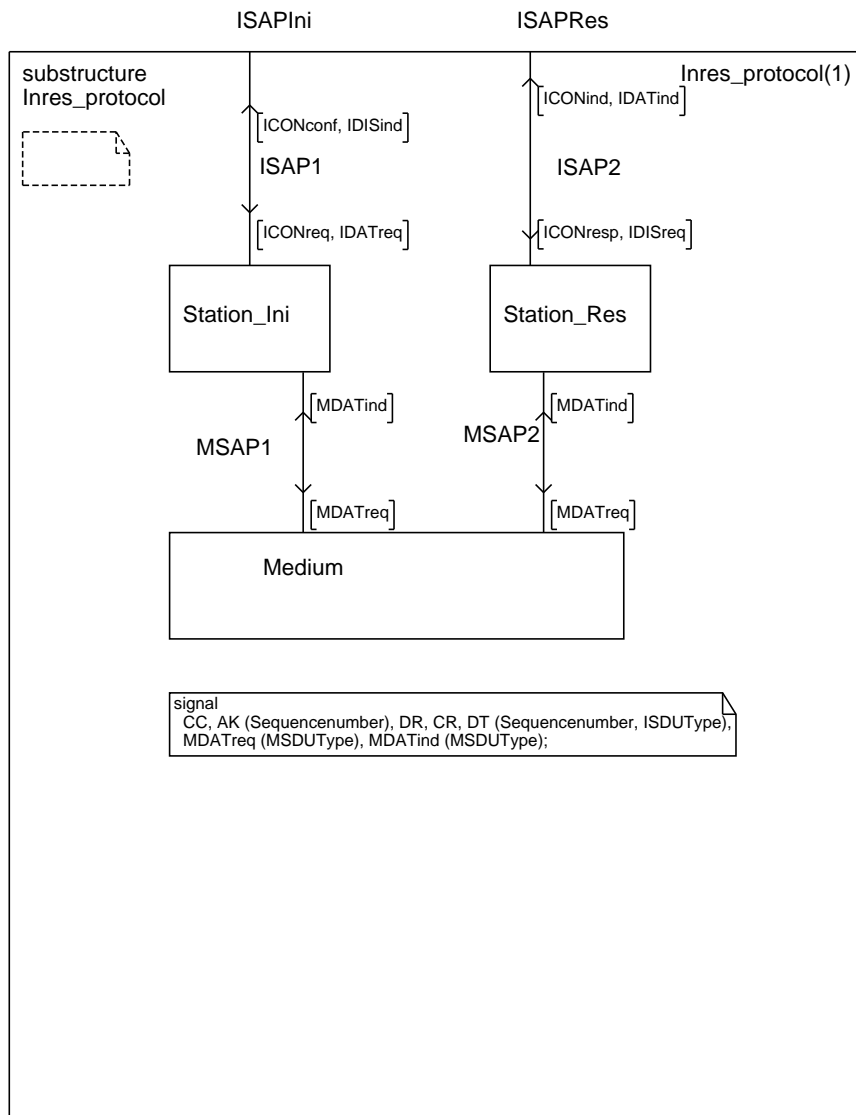 ISAPIni
ISAPRes
substructure
Inres_protocol
Inres_protocol(1)
ICONconf, IDISind
ICONind, IDATind
ISAP1
ISAP2
ICONreq, IDATreq
ICONresp, IDISreq
Station_Ini
Station_Res
MDATind
MDATind
MSAP1
MSAP2
MDATreq
MDATreq
Medium
signal
CC, AK (Sequencenumber), DR, CR, DT (Sequencenumber, ISDUType),
MDATreq (MSDUType), MDATind (MSDUType);